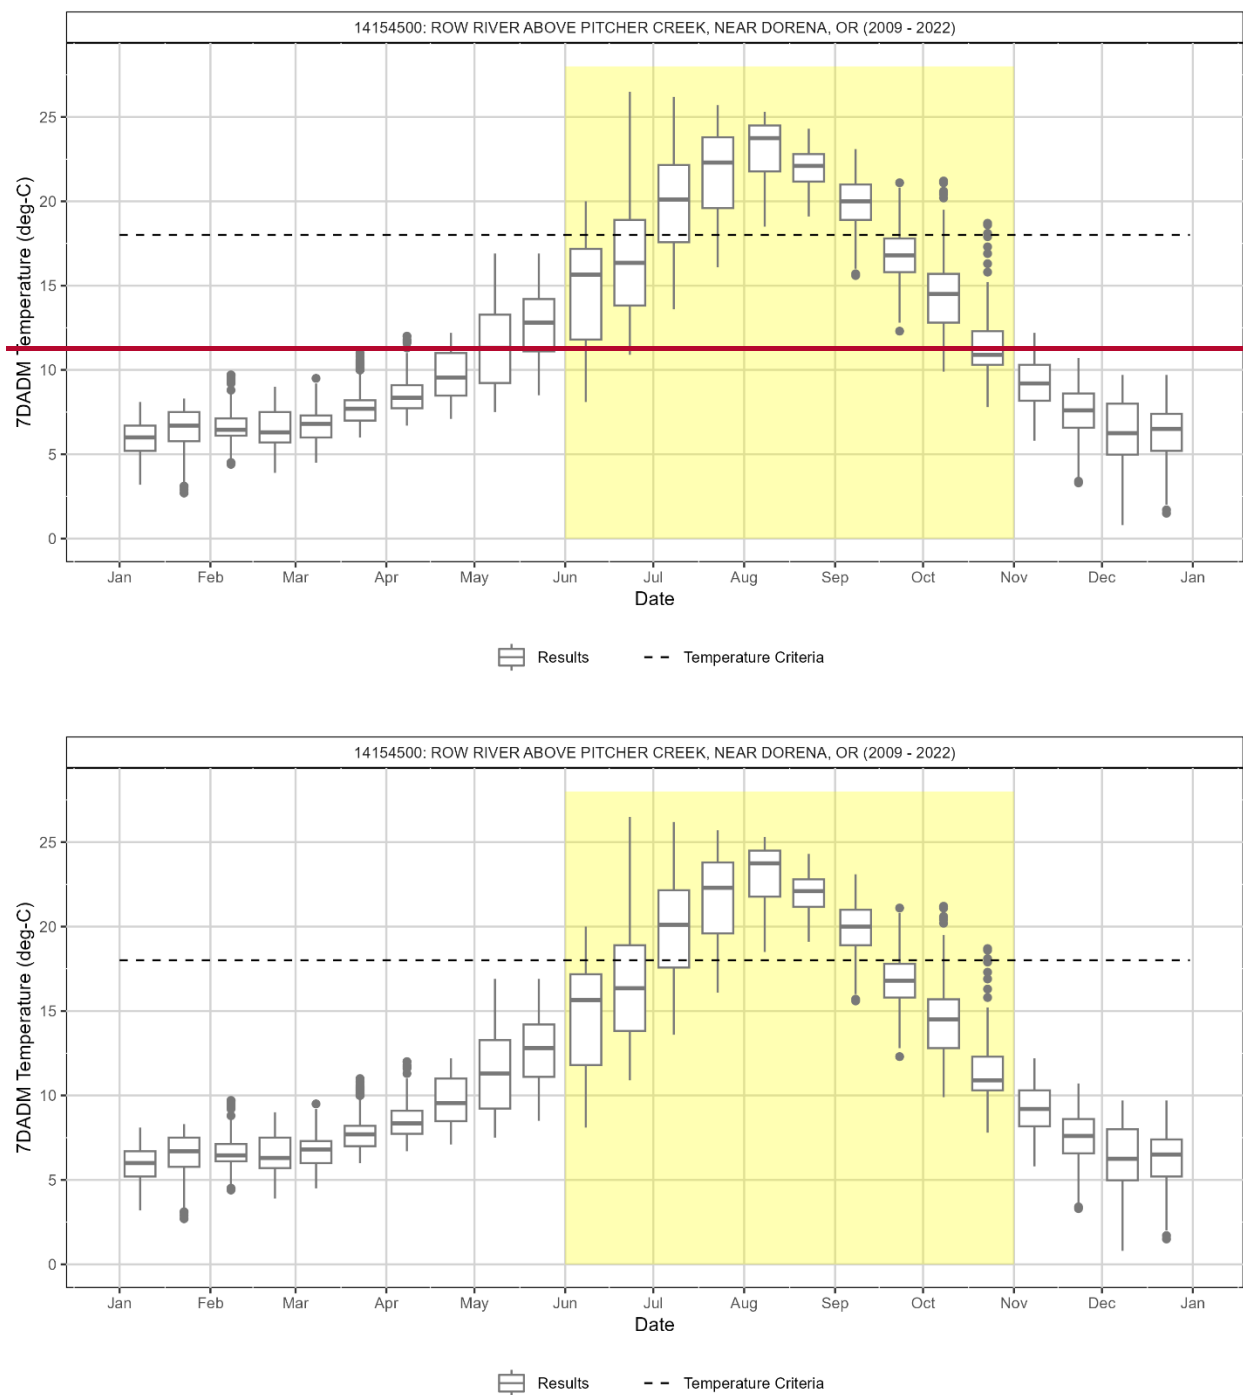 14154500: ROW RIVER ABOVE PITCHER CREEK, NEAR DORENA, OR (2009 - 2022)
7DADM Temperature (deg-C)
25
20
15
10
5
0
Jan Feb Mar Apr May Jun Jul Aug Sep Oct Nov Dec Jan
Date
Results Temperature Criteria
14154500: ROW RIVER ABOVE PITCHER CREEK, NEAR DORENA, OR (2009 - 2022)
7DADM Temperature (deg-C)
25
20
15
10
5
0
Jan Feb Mar Apr May Jun Jul Aug Sep Oct Nov Dec Jan
Date
Results Temperature Criteria